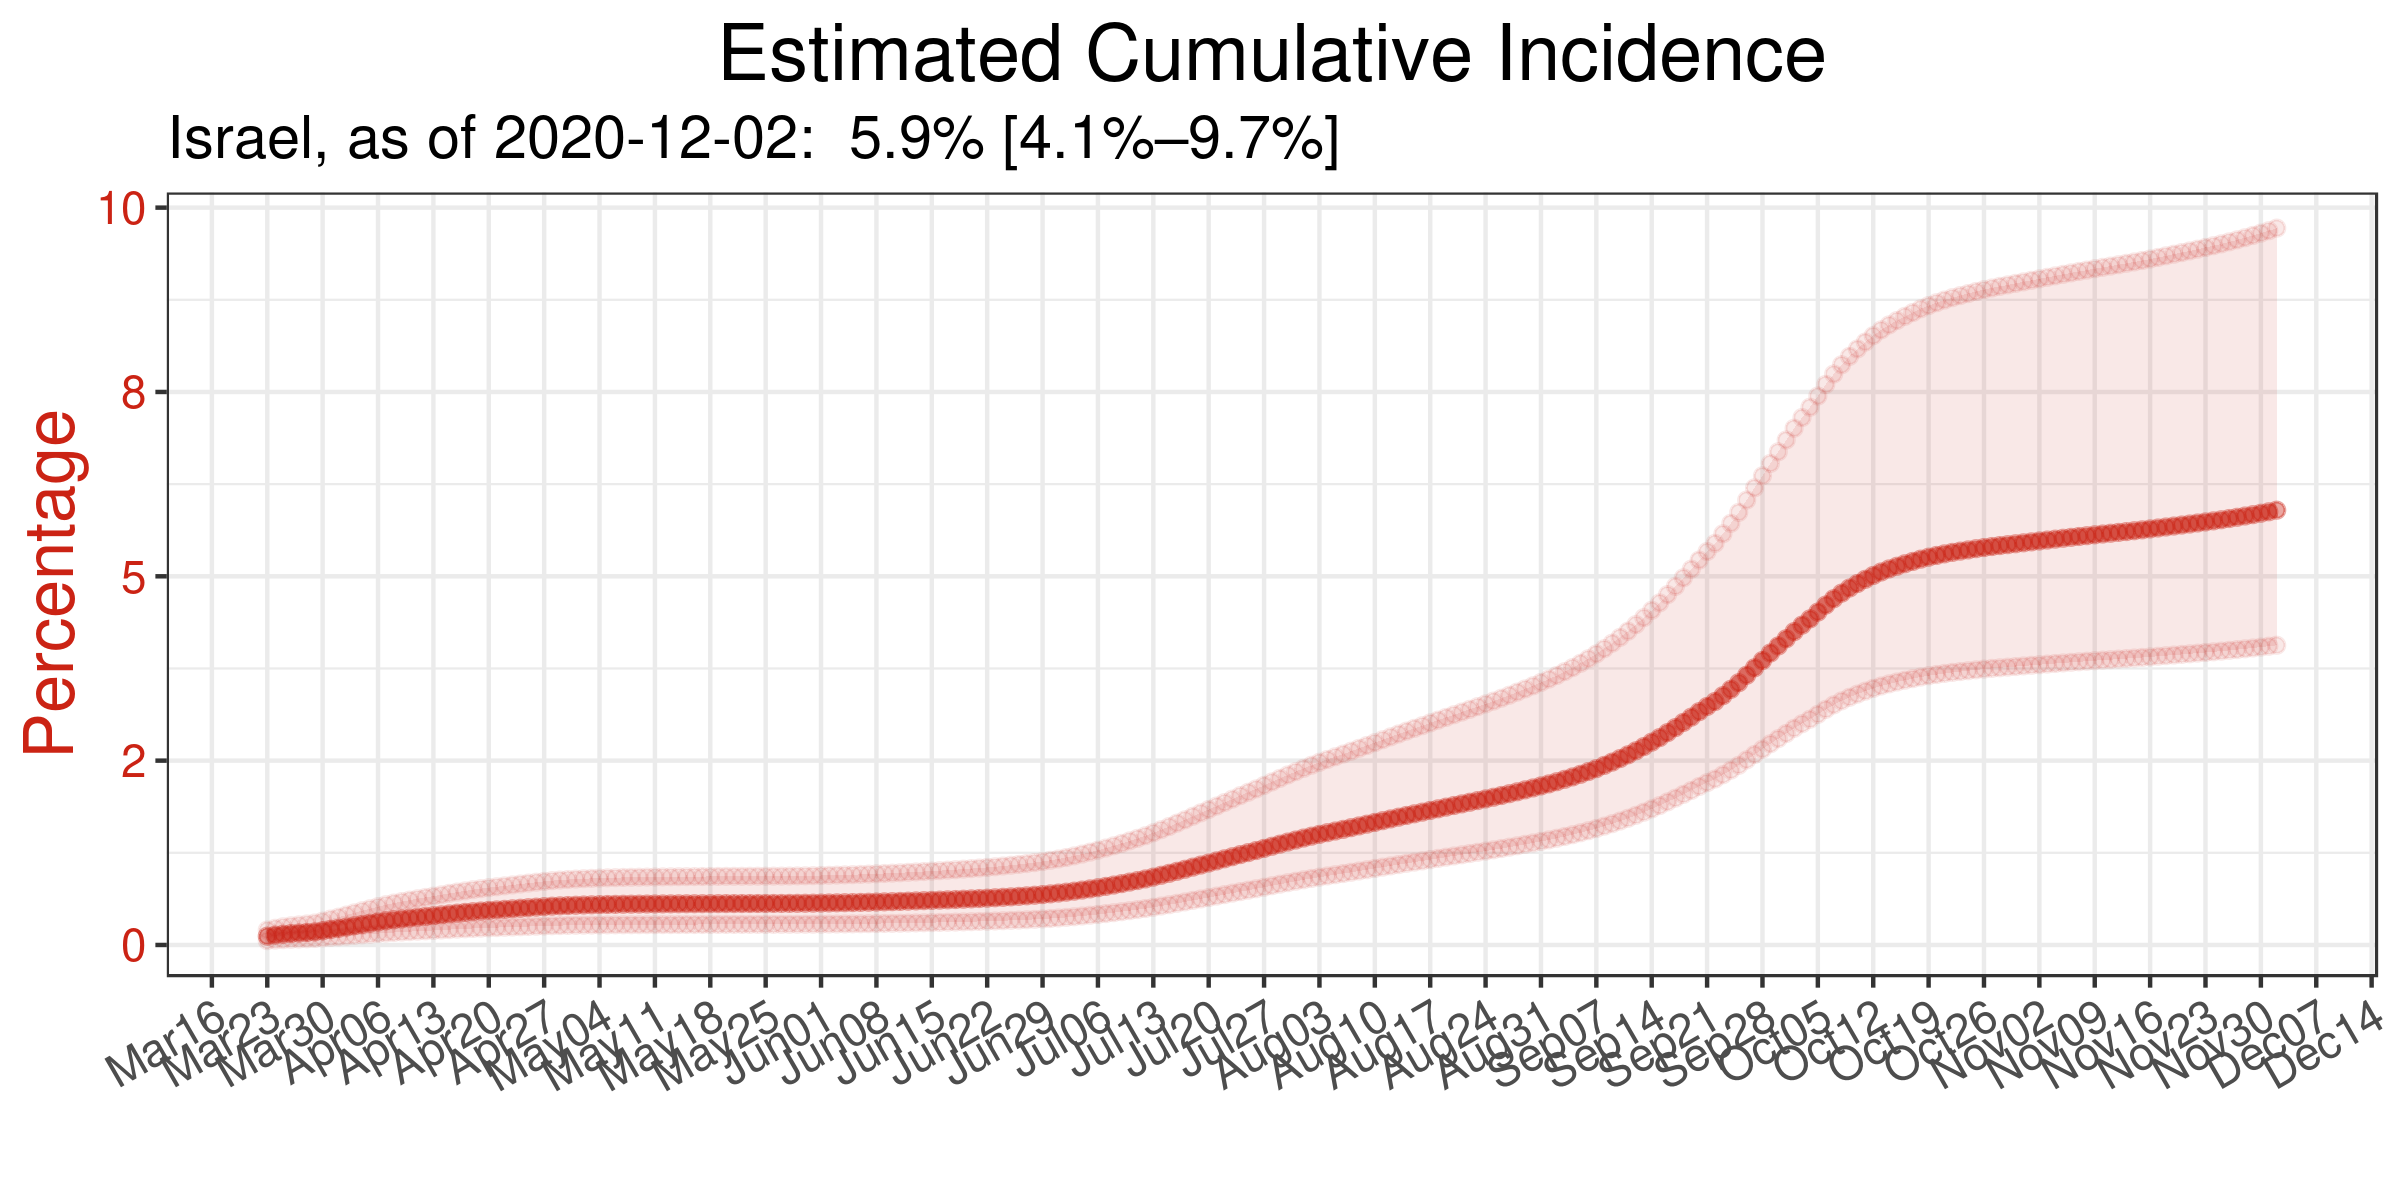 Estimated Cumulative Incidence
Israel, as of 2020-12-02: 5.9% [4.1%–9.7%]
Percentage
10
8
5
2
0
Mar16
Mar23
Mar30
Apr06
Apr13
Apr20
Apr27
May04
May11
May18
May25
Jun01
Jun08
Jun15
Jun22
Jun29
Jul06
Jul13
Jul20
Jul27
Aug03
Aug10
Aug17
Aug24
Aug31
Sep07
Sep14
Sep21
Sep28
Oct05
Oct12
Oct19
Oct26
Nov02
Nov09
Nov16
Nov23
Nov30
Dec07
Dec14